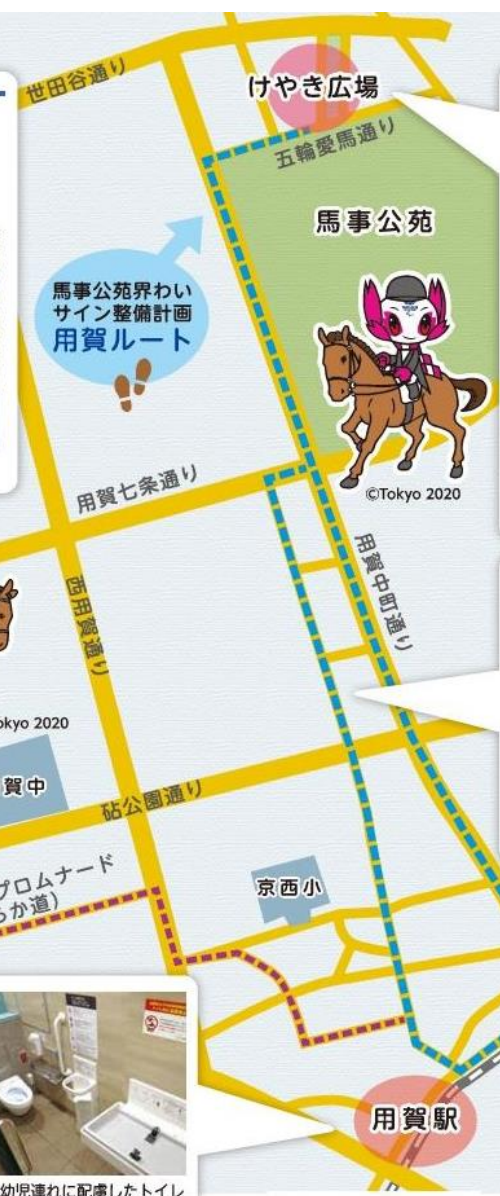 世田谷通り
けやき広場
五輪愛馬通り
馬事公苑
馬事公苑界わい
サイン整備計画
用賀ルート
©Tokyo 2020
用賀七条通り
用賀中町通り
西用賀通り
okyo 2020
賀中
砧公園通り
プロムナード
らか道)
京西小
用賀駅
幼児連れに配慮したトイレ